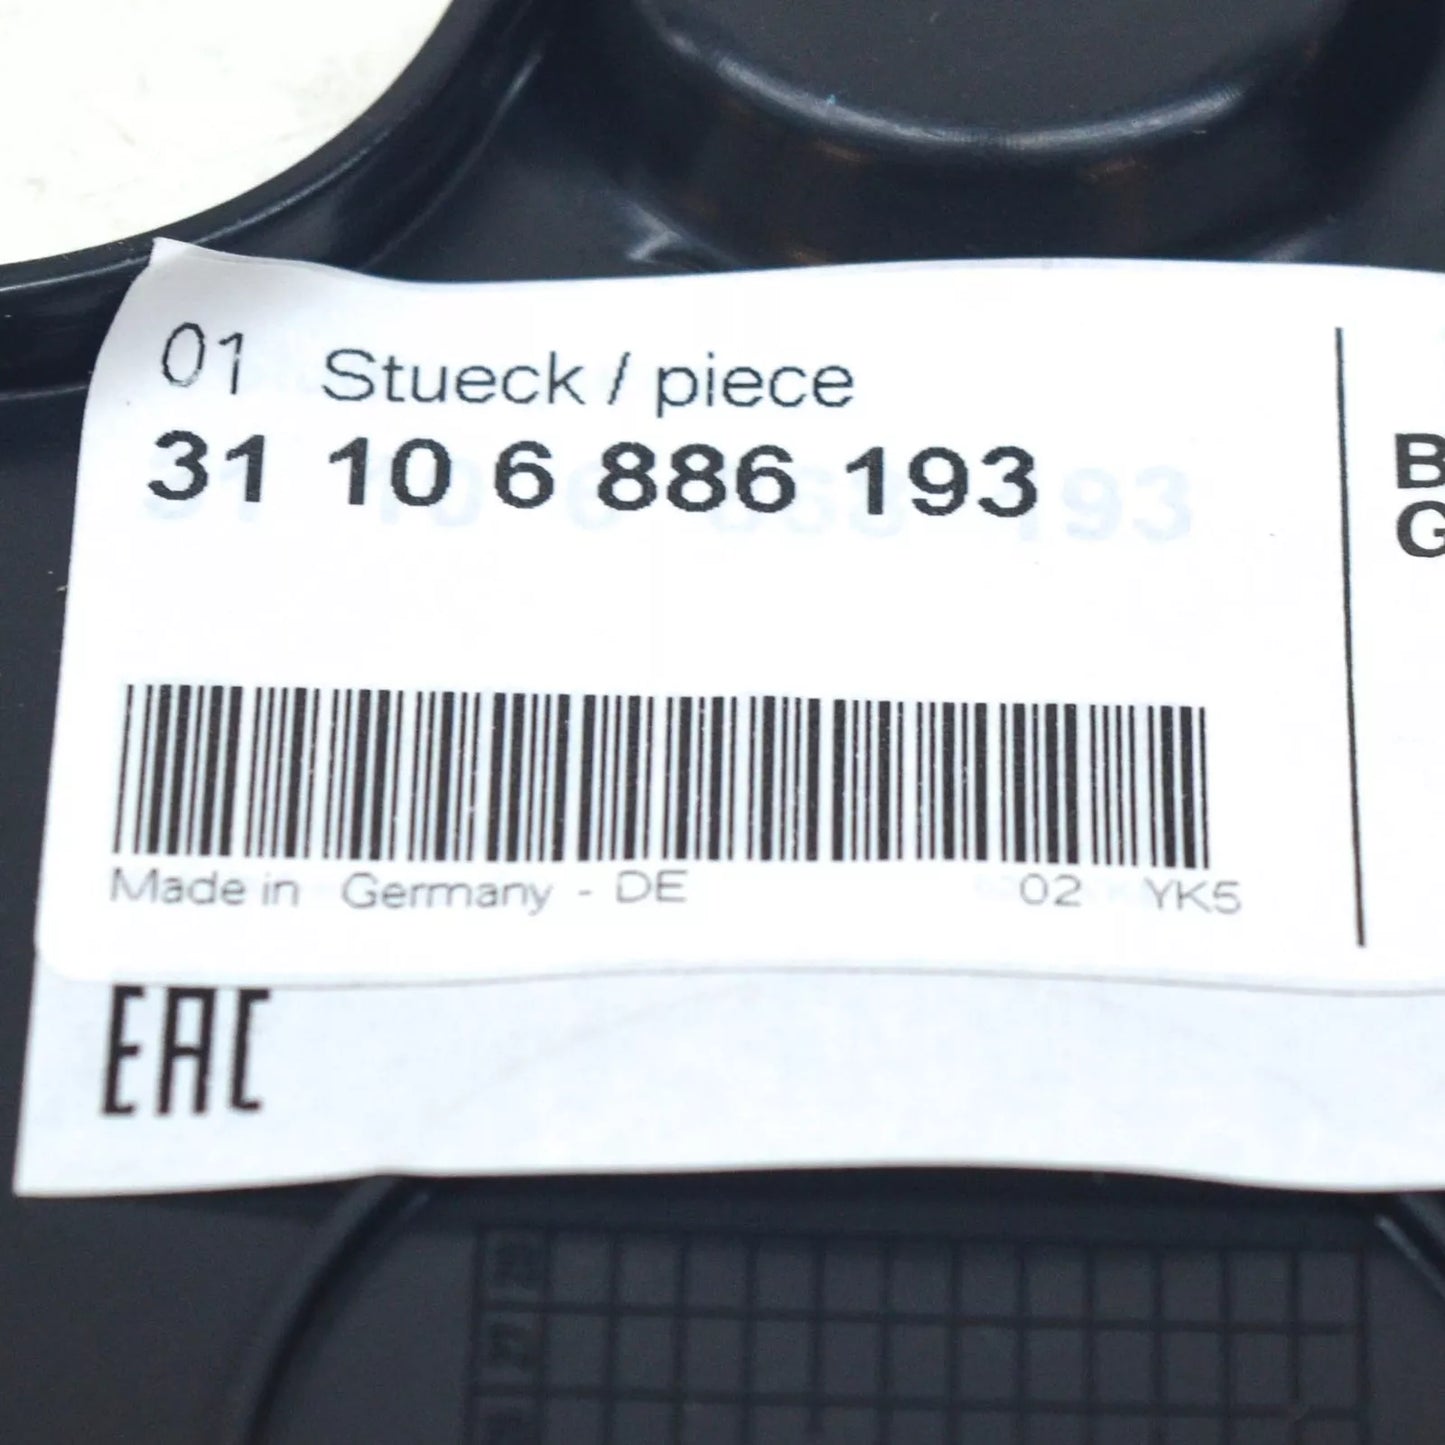 01 Stueck / piece
31 10 6 886 193
B
G
Made in Germany - DE 02 YK5
EAC